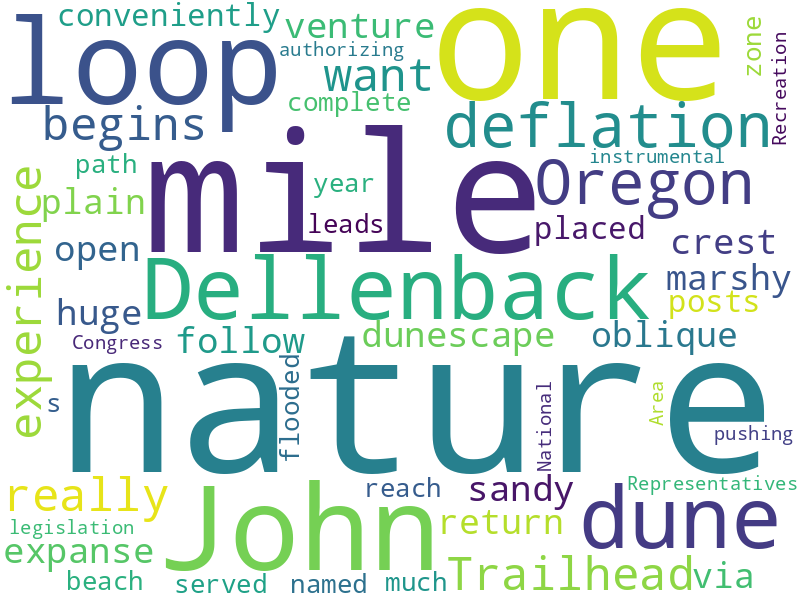 conveniently
venture
authorizing
loop
one
zone
Recreation
want
complete
begins
deflation
instrumental
path
mile
year
Oregon
experience
plain
leads
placed
open
crest
Dellenback
marshy
huge
posts
Congress
follow
dunescape
oblique
nature
s
flooded
National
Area
pushing
really
reach
sandy
Representatives
John
dune
legislation
return
expanse
Trailhead
via
beach
served
named
much